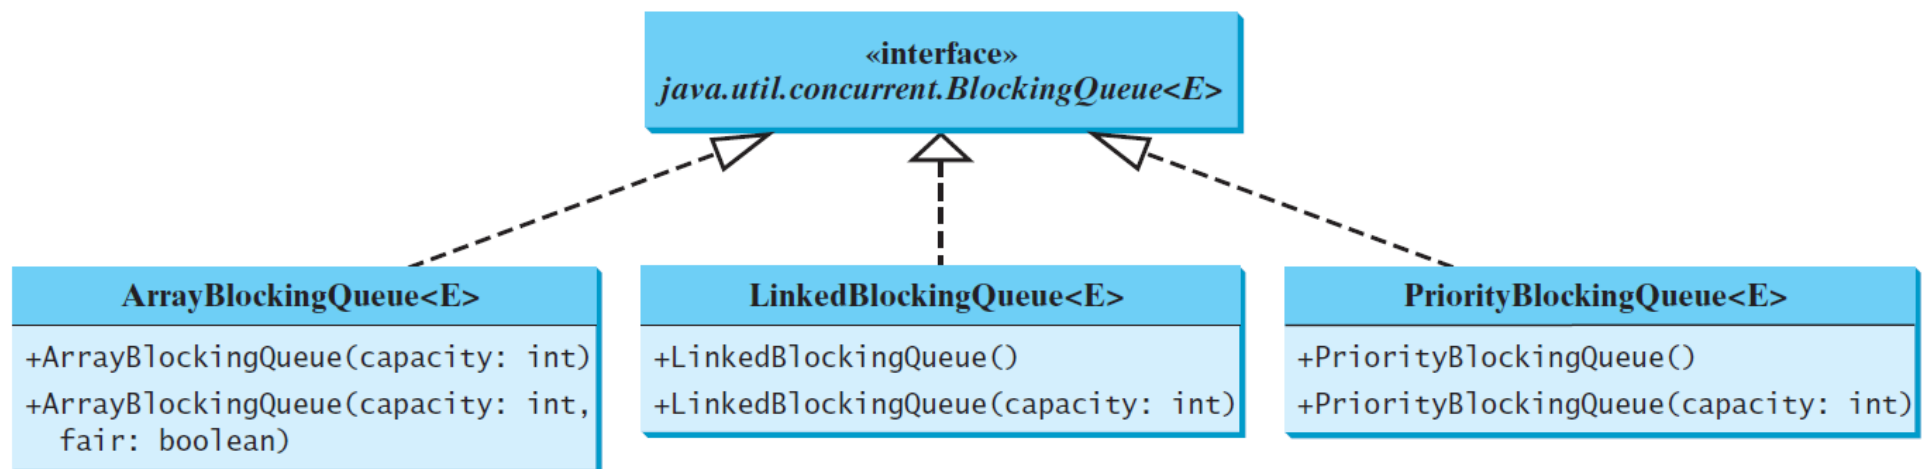 «interface»
java.util.concurrent.BlockingQueue<E>
ArrayBlockingQueue<E>
+ArrayBlockingQueue(capacity: int)
+ArrayBlockingQueue(capacity: int,
fair: boolean)
LinkedBlockingQueue<E>
+LinkedBlockingQueue()
+LinkedBlockingQueue(capacity: int)
PriorityBlockingQueue<E>
+PriorityBlockingQueue()
+PriorityBlockingQueue(capacity: int)